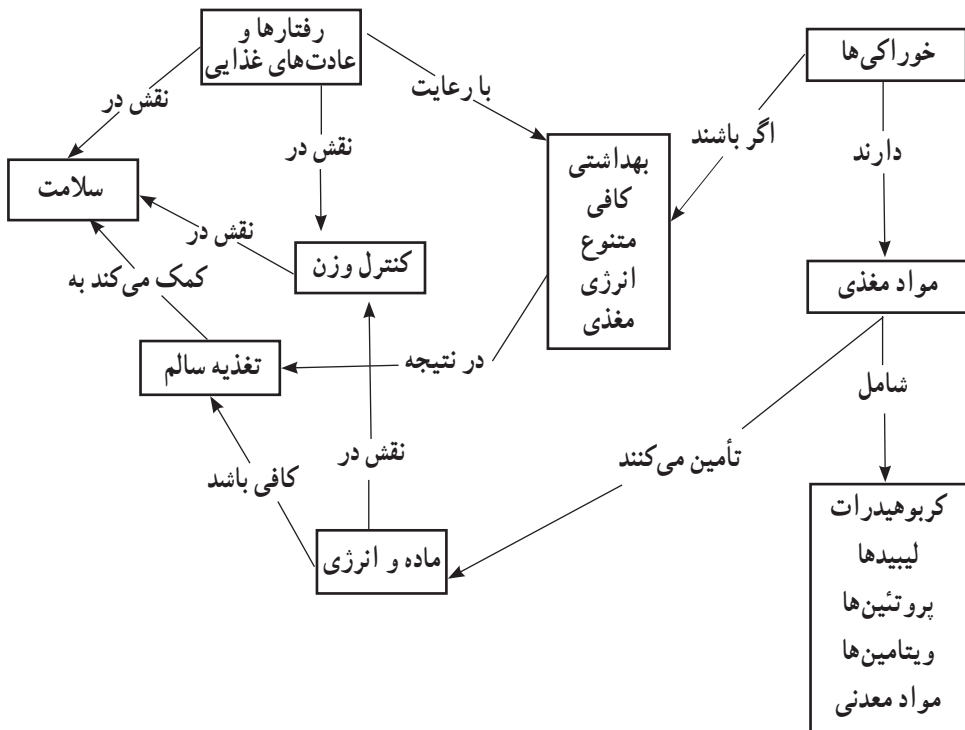 رفتارها و
عادت‌های غذایی
خوراکی‌ها
با رعایت
نقش در
نقش در
اگر باشند
دارند
بهداشتی
کافی
متنوع
انرژی
مغذی
سلامت
نقش در
کنترل وزن
مواد مغذی
کمک می‌کند به
تغذیه سالم
در نتیجه
شامل
نقش در
کافی باشد
تأمین می‌کنند
ماده و انرژی
کربوهیدرات
لیبیدها
پروتئین‌ها
ویتامین‌ها
مواد معدنی